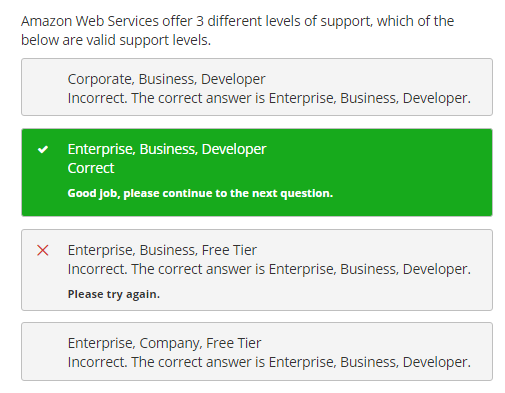 Amazon Web Services offer 3 different levels of support, which of the
below are valid support levels.
Corporate, Business, Developer
Incorrect. The correct answer is Enterprise, Business, Developer.
Enterprise, Business, Developer
Correct
Good job, please continue to the next question.
Enterprise, Business, Free Tier
Incorrect. The correct answer is Enterprise, Business, Developer.
Please try again.
Enterprise, Company, Free Tier
Incorrect. The correct answer is Enterprise, Business, Developer.